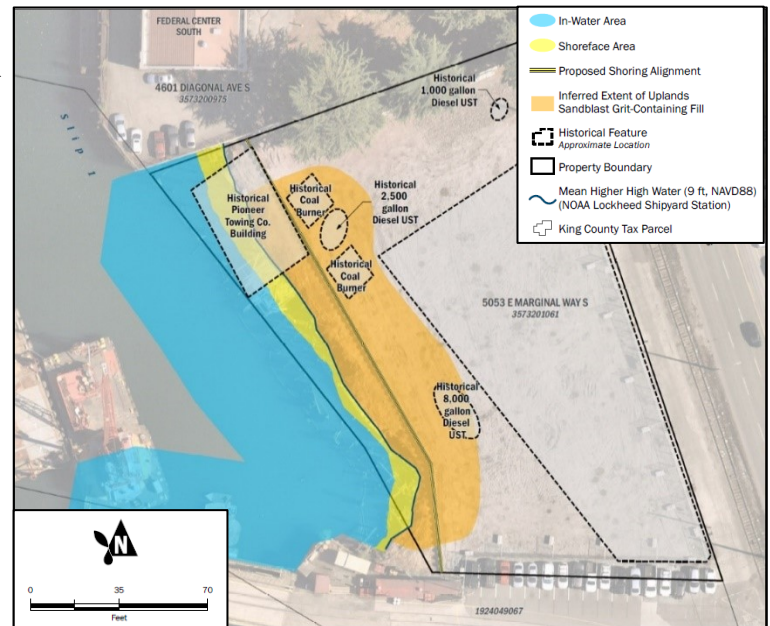 FEDERAL CENTER
SOUTH
4601 DIAGONAL AVE S
3573200975
Slip 1
Historical
1,000 gallon
Diesel UST
Historical
Pioneer
Towing Co.
Building
Historical
Coal
Burner
Historical
2,500
gallon
Diesel UST
Historical
Coal
Burner
5053 E MARGINAL WAY S
3573201061
Historical
8,000
gallon
Diesel
UST
1924049067
In-Water Area
Shoreface Area
Proposed Shoring Alignment
Inferred Extent of Uplands
Sandblast Grit-Containing Fill
Historical Feature
Approximate Location
Property Boundary
Mean Higher High Water (9 ft, NAVD88)
(NOAA Lockheed Shipyard Station)
King County Tax Parcel
N
0 35 70
Feet